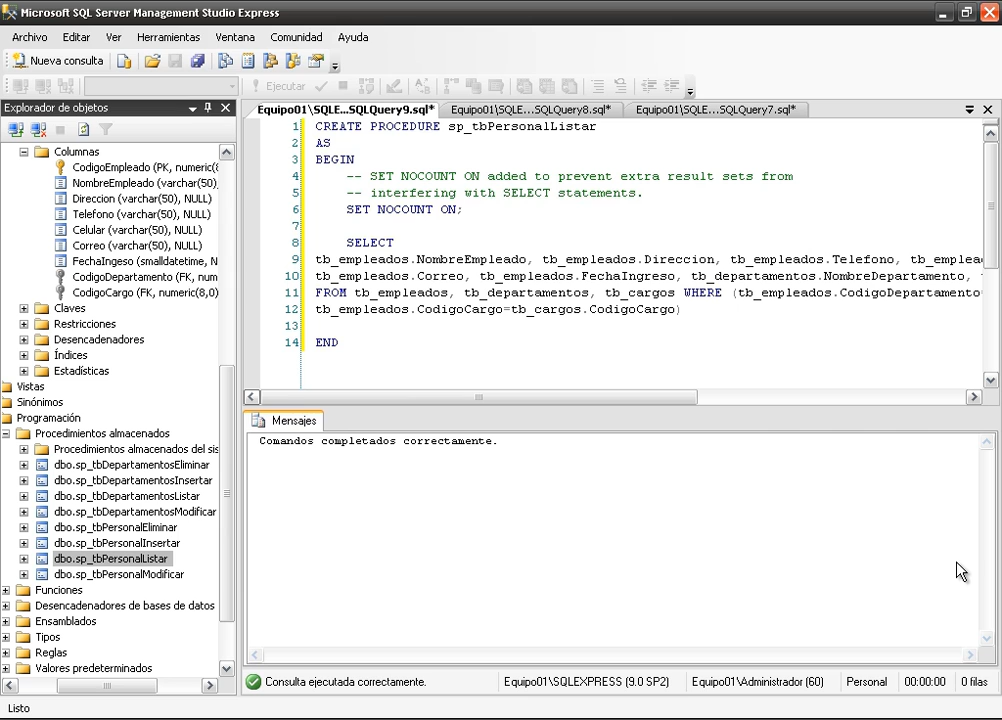 Microsoft SQL Server Management Studio Express
Archivo Editar Ver Herramientas Ventana Comunidad Ayuda
Nueva consulta
Ejecutar
Explorador de objetos
Equipo01\SQLE...SQLQuery9.sql* Equipo01\SQLE...SQLQuery8.sql* Equipo01\SQLE...SQLQuery7.sql*
Columnas
CodigoEmpleado (PK, numeric(8
NombreEmpleado (varchar(50)
Direccion (varchar(50), NULL)
Telefono (varchar(50), NULL)
Celular (varchar(50), NULL)
Correo (varchar(50), NULL)
FechaIngeso (smalldatetime, N
CodigoDepartamento (FK, num
CodigoCargo (FK, numeric(8,0)
Claves
Restricciones
Desencadenadores
Índices
Estadísticas
Vistas
Sinónimos
Programación
Procedimientos almacenados
Procedimientos almacenados del sis
dbo.sp_tbDepartamentosEliminar
dbo.sp_tbDepartamentosInsertar
dbo.sp_tbDepartamentosListar
dbo.sp_tbDepartamentosModificar
dbo.sp_tbPersonalEliminar
dbo.sp_tbPersonalInsertar
dbo.sp_tbPersonalListar
dbo.sp_tbPersonalModificar
Funciones
Desencadenadores de bases de datos
Ensamblados
Tipos
Reglas
Valores predeterminados
1 CREATE PROCEDURE sp_tbPersonalListar
2 AS
3 BEGIN
4 -- SET NOCOUNT ON added to prevent extra result sets from
5 -- interfering with SELECT statements.
6 SET NOCOUNT ON;
7
8 SELECT
9 tb_empleados.NombreEmpleado, tb_empleados.Direccion, tb_empleados.Telefono, tb_emplea
10 tb_empleados.Correo, tb_empleados.FechaIngreso, tb_departamentos.NombreDepartamento,
11 FROM tb_empleados, tb_departamentos, tb_cargos WHERE (tb_empleados.CodigoDepartamento=
12 tb_empleados.CodigoCargo=tb_cargos.CodigoCargo)
13
14 END
Mensajes
Comandos completados correctamente.
Consulta ejecutada correctamente. Equipo01\SQLEXPRESS (9.0 SP2) Equipo01\Administrador (60) Personal 00:00:00 0 filas
Listo